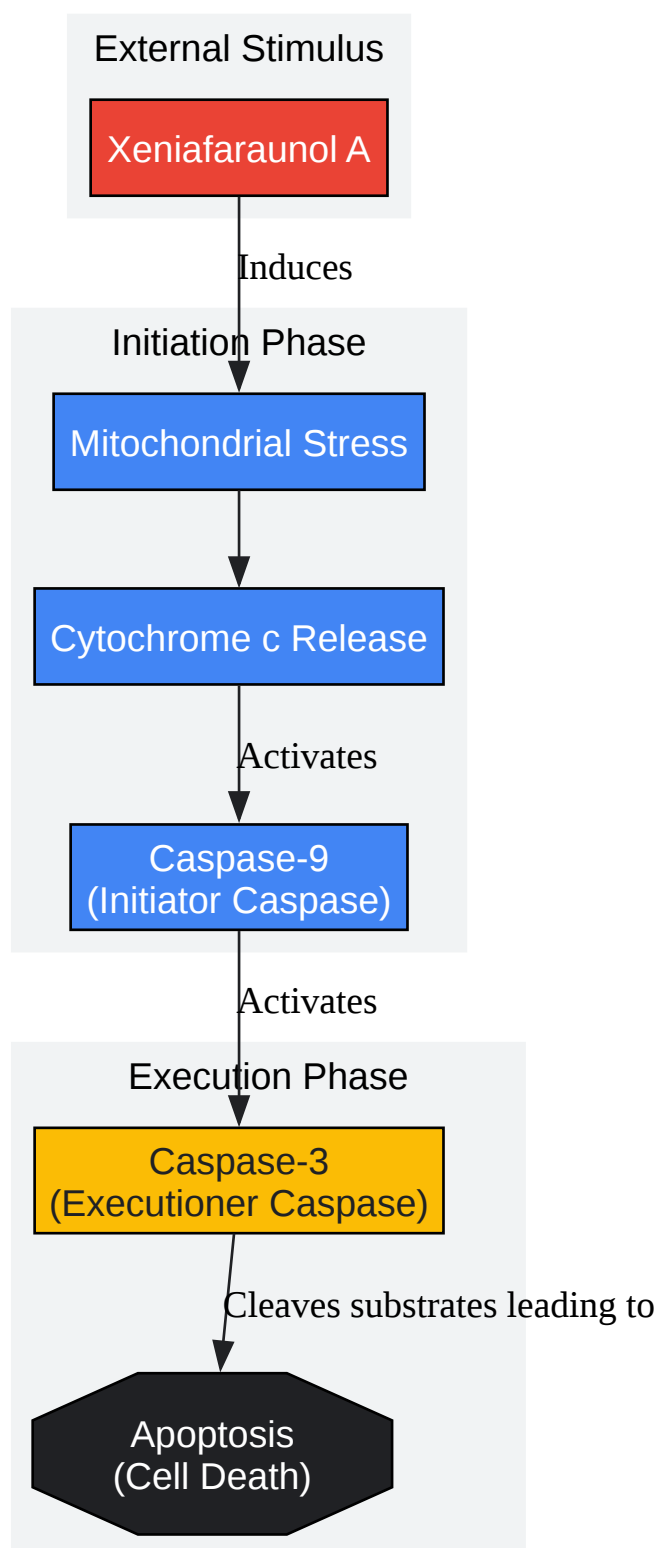 External Stimulus
Xeniafaraunol A
Induces
Initiation Phase
Mitochondrial Stress
Cytochrome c Release
Activates
Caspase-9
(Initiator Caspase)
Activates
Execution Phase
Caspase-3
(Executioner Caspase)
Cleaves substrates leading to
Apoptosis
(Cell Death)